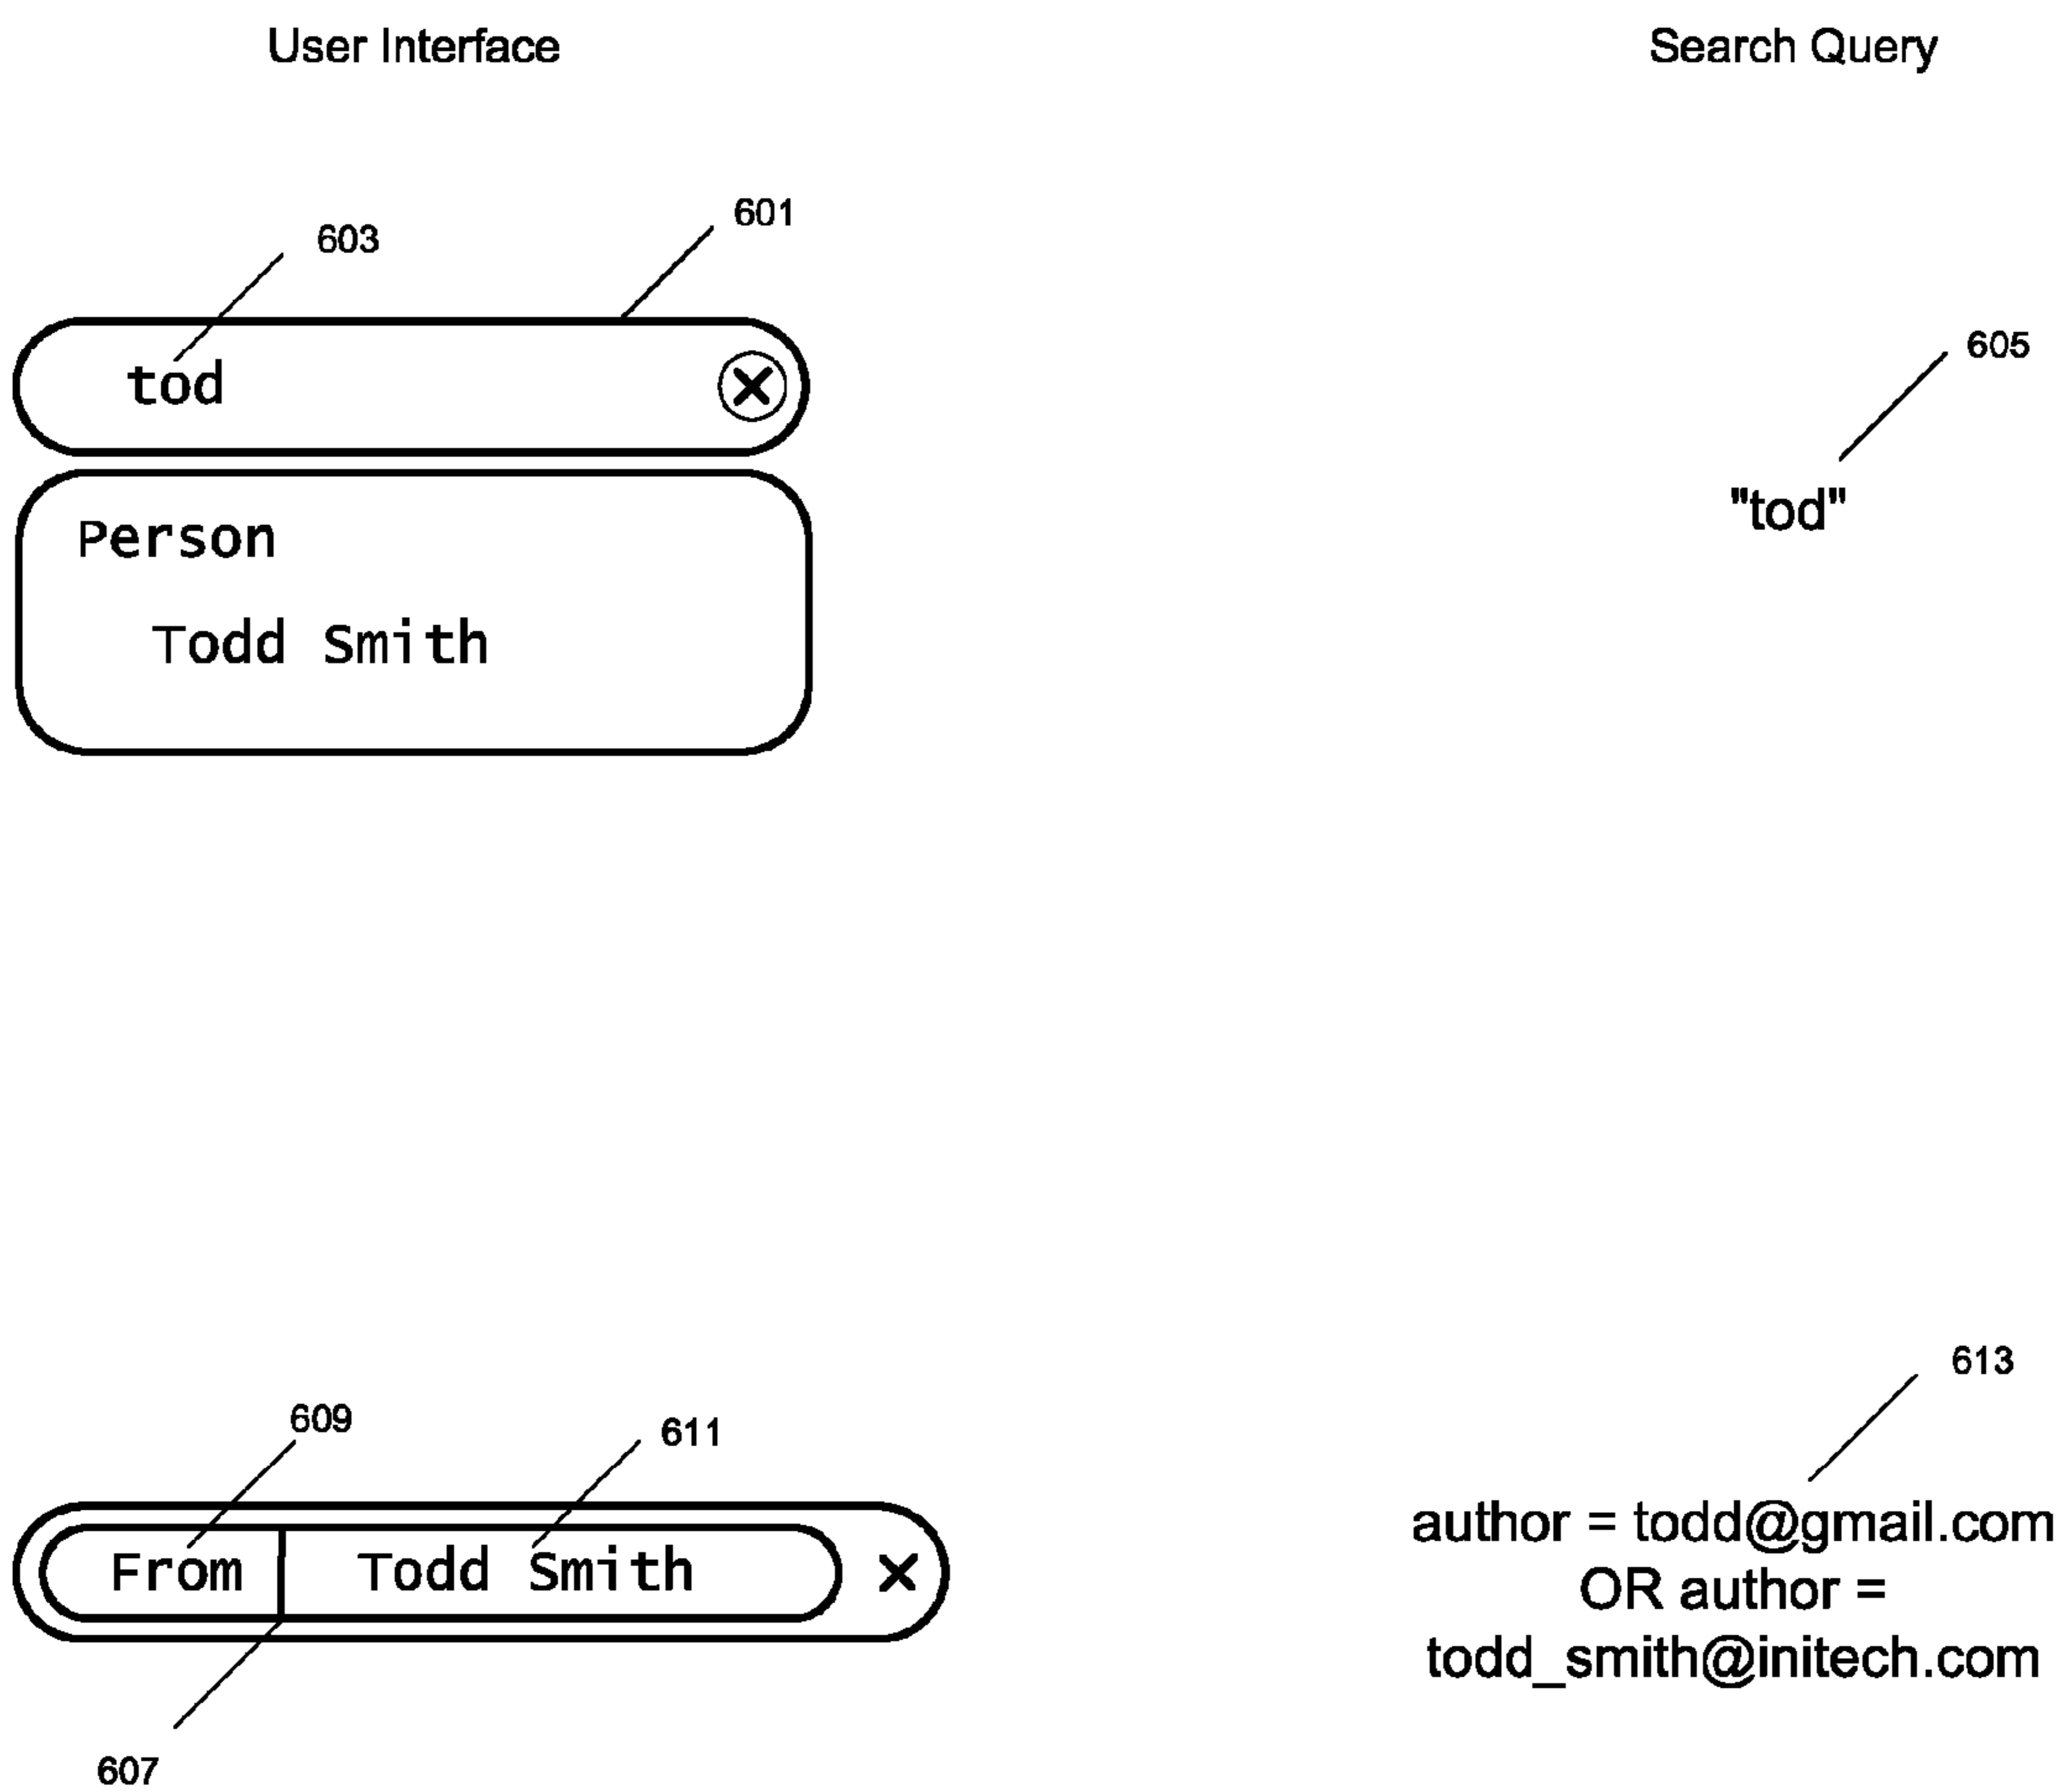 User Interface
Search Query
601
603
tod
605
"tod"
Person
Todd Smith
613
609
611
From
Todd Smith
author = todd@gmail.com
OR author =
todd_smith@initech.com
607